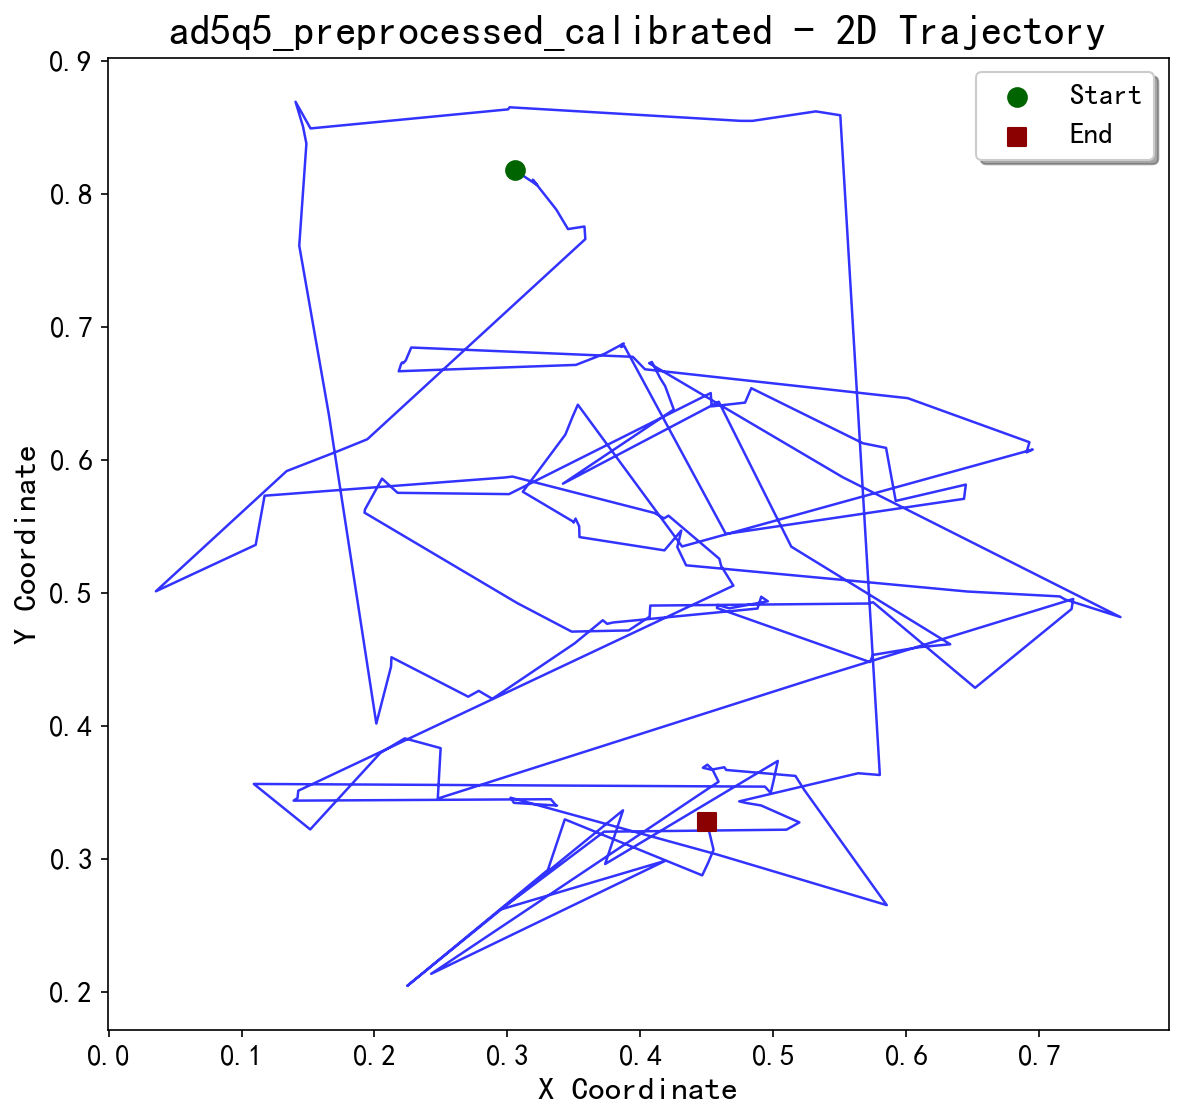 ad5q5_preprocessed_calibrated - 2D Trajectory
Start
End
0.9
0.8
0.7
0.6
0.5
0.4
0.3
0.2
Y Coordinate
0.0 0.1 0.2 0.3 0.4 0.5 0.6 0.7
X Coordinate